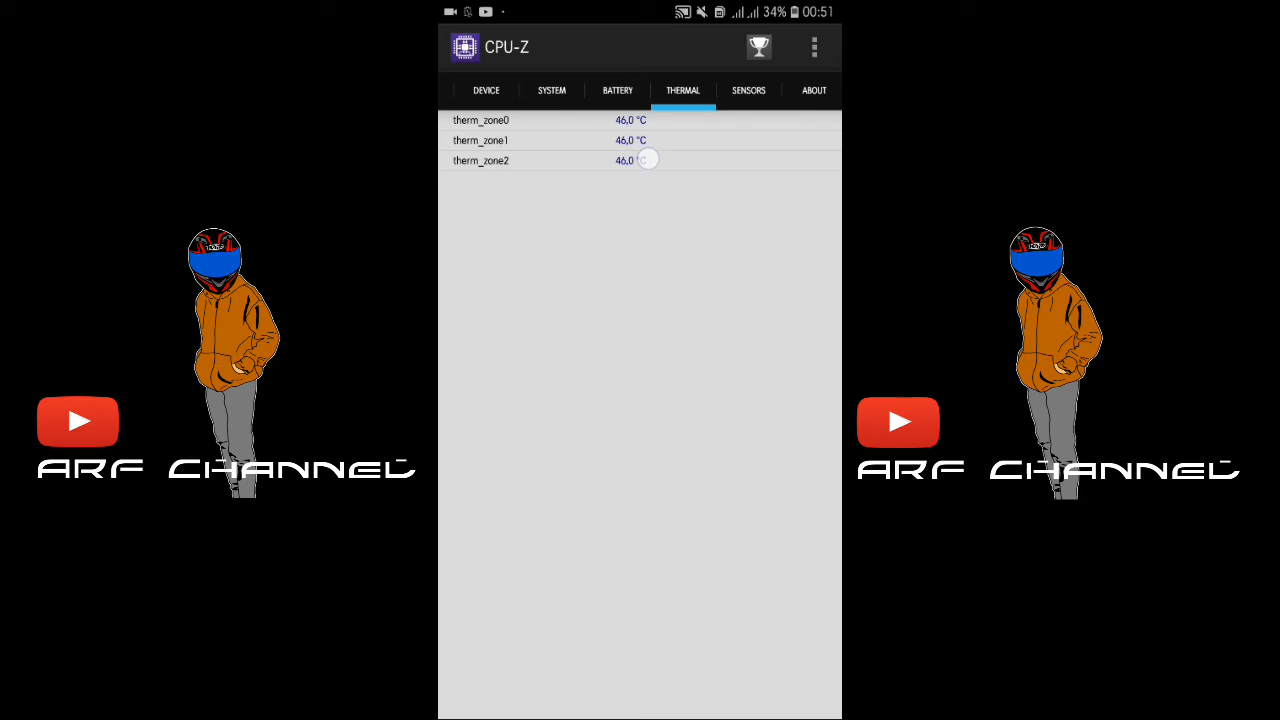 34% 00:51
CPU-Z
DEVICE SYSTEM BATTERY THERMAL SENSORS ABOUT
therm_zone0 46,0 °C
therm_zone1 46,0 °C
therm_zone2 46,0 °C
ARF CHANNEL
ARF CHANNEL